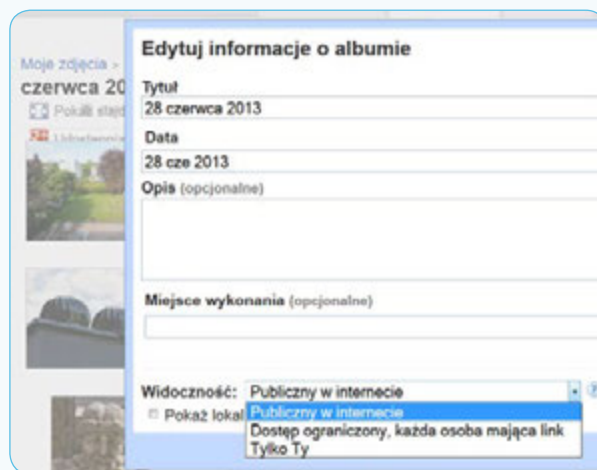 Moje zdjęcia >
czerwca 20
Edytuj informacje o albumie
Tytuł
28 czerwca 2013
Data
28 cze 2013
Opis (opcjonalne)
Miejsce wykonania (opcjonalne)
Widoczność: Publiczny w internecie
Pokaż lokal
Publiczny w internecie
Dostęp ograniczony, każda osoba mająca link
Tylko Ty